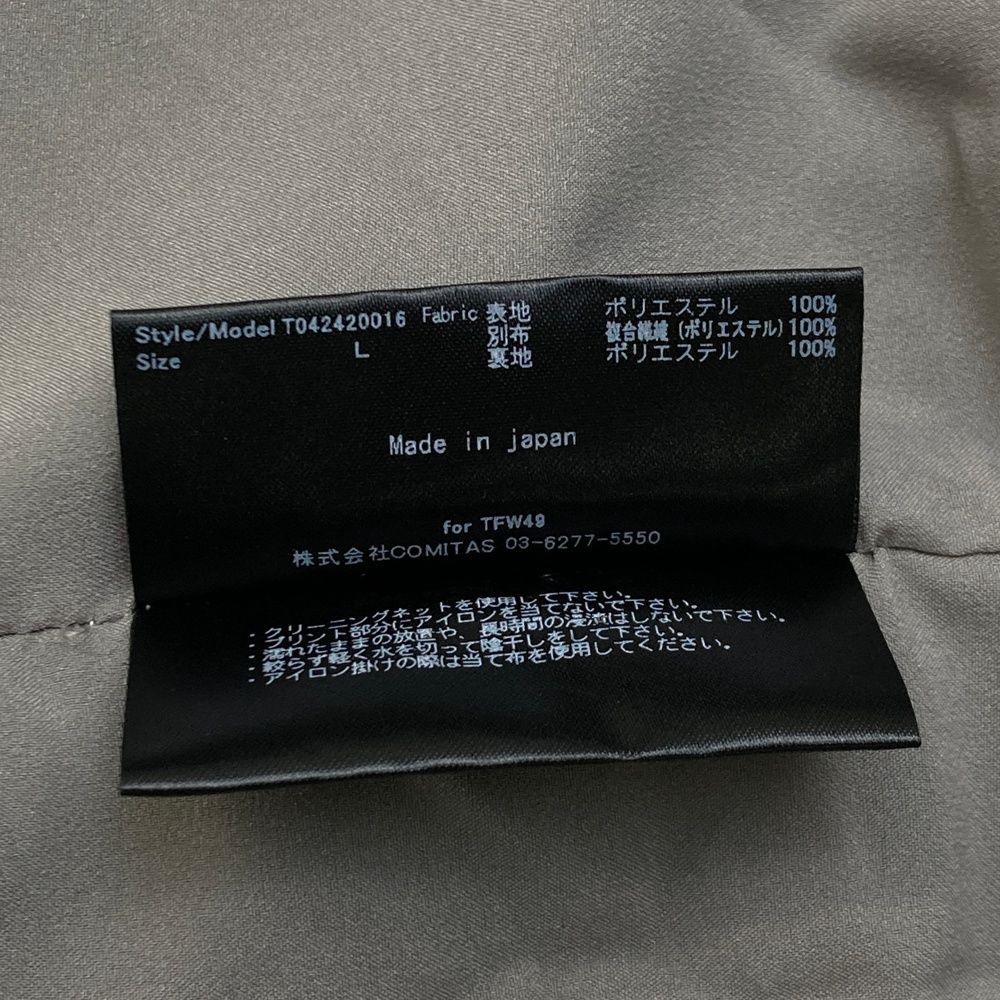 Style/Model T042420016 Fabric 表地 ポリエステル 100%
別布 複合繊維(ポリエステル)100%
Size L 裏地 ポリエステル 100%
Made in japan
for TFW49
株式会社COMITAS 03-6277-5550
・クリーニングネットを使用して下さい。
・プリント部分にアイロンを当てないで下さい。
・濡れたままの放置や、長時間の浸漬はしないで下さい。
・絞らず軽く水を切って陰干しをして下さい。
・アイロン掛けの際は当て布を使用してください。